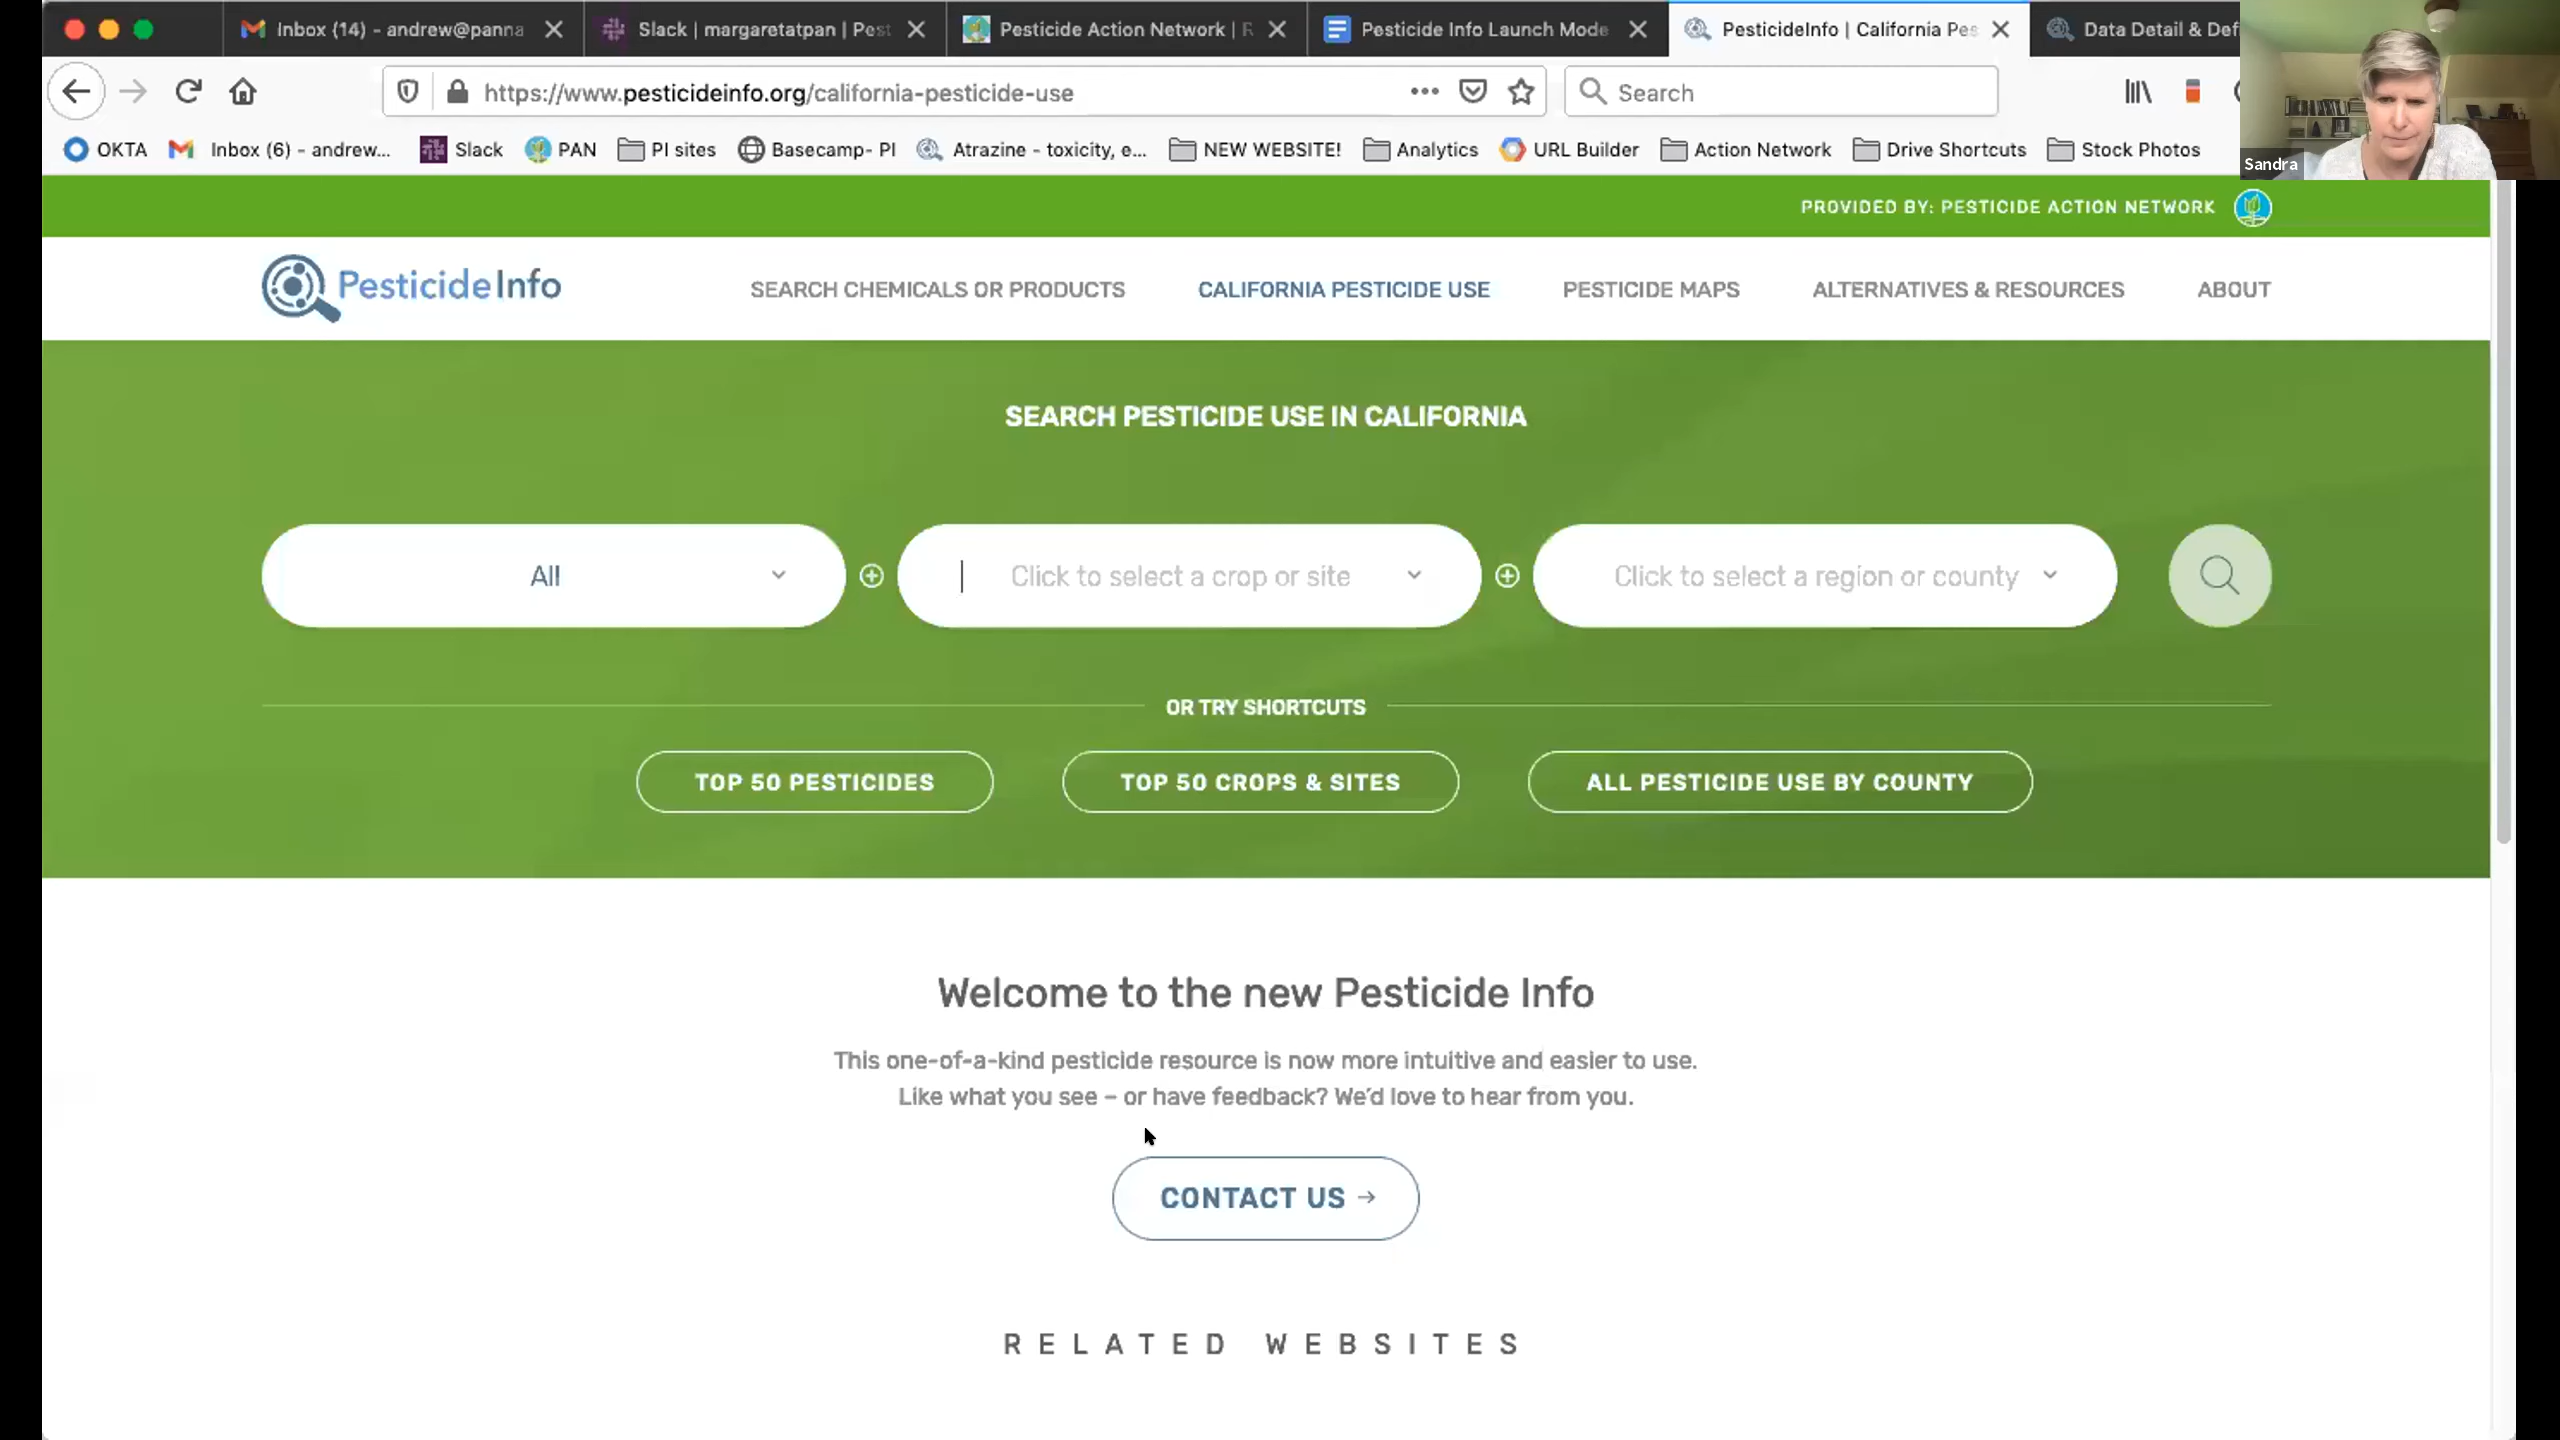 Inbox (14) - andrew@panna
Slack | margaretatpan | Pest
Pesticide Action Network | R
Pesticide Info Launch Mode
PesticideInfo | California Pes
Data Detail & Def
https://www.pesticideinfo.org/california-pesticide-use
Search
OKTA
Inbox (6) - andrew...
Slack
PAN
PI sites
Basecamp- PI
Atrazine - toxicity, e...
NEW WEBSITE!
Analytics
URL Builder
Action Network
Drive Shortcuts
Stock Photos
Sandra
PROVIDED BY: PESTICIDE ACTION NETWORK
PesticideInfo
SEARCH CHEMICALS OR PRODUCTS
CALIFORNIA PESTICIDE USE
PESTICIDE MAPS
ALTERNATIVES & RESOURCES
ABOUT
SEARCH PESTICIDE USE IN CALIFORNIA
All
Click to select a crop or site
Click to select a region or county
OR TRY SHORTCUTS
TOP 50 PESTICIDES
TOP 50 CROPS & SITES
ALL PESTICIDE USE BY COUNTY
Welcome to the new Pesticide Info
This one-of-a-kind pesticide resource is now more intuitive and easier to use.
Like what you see – or have feedback? We'd love to hear from you.
CONTACT US →
RELATED WEBSITES